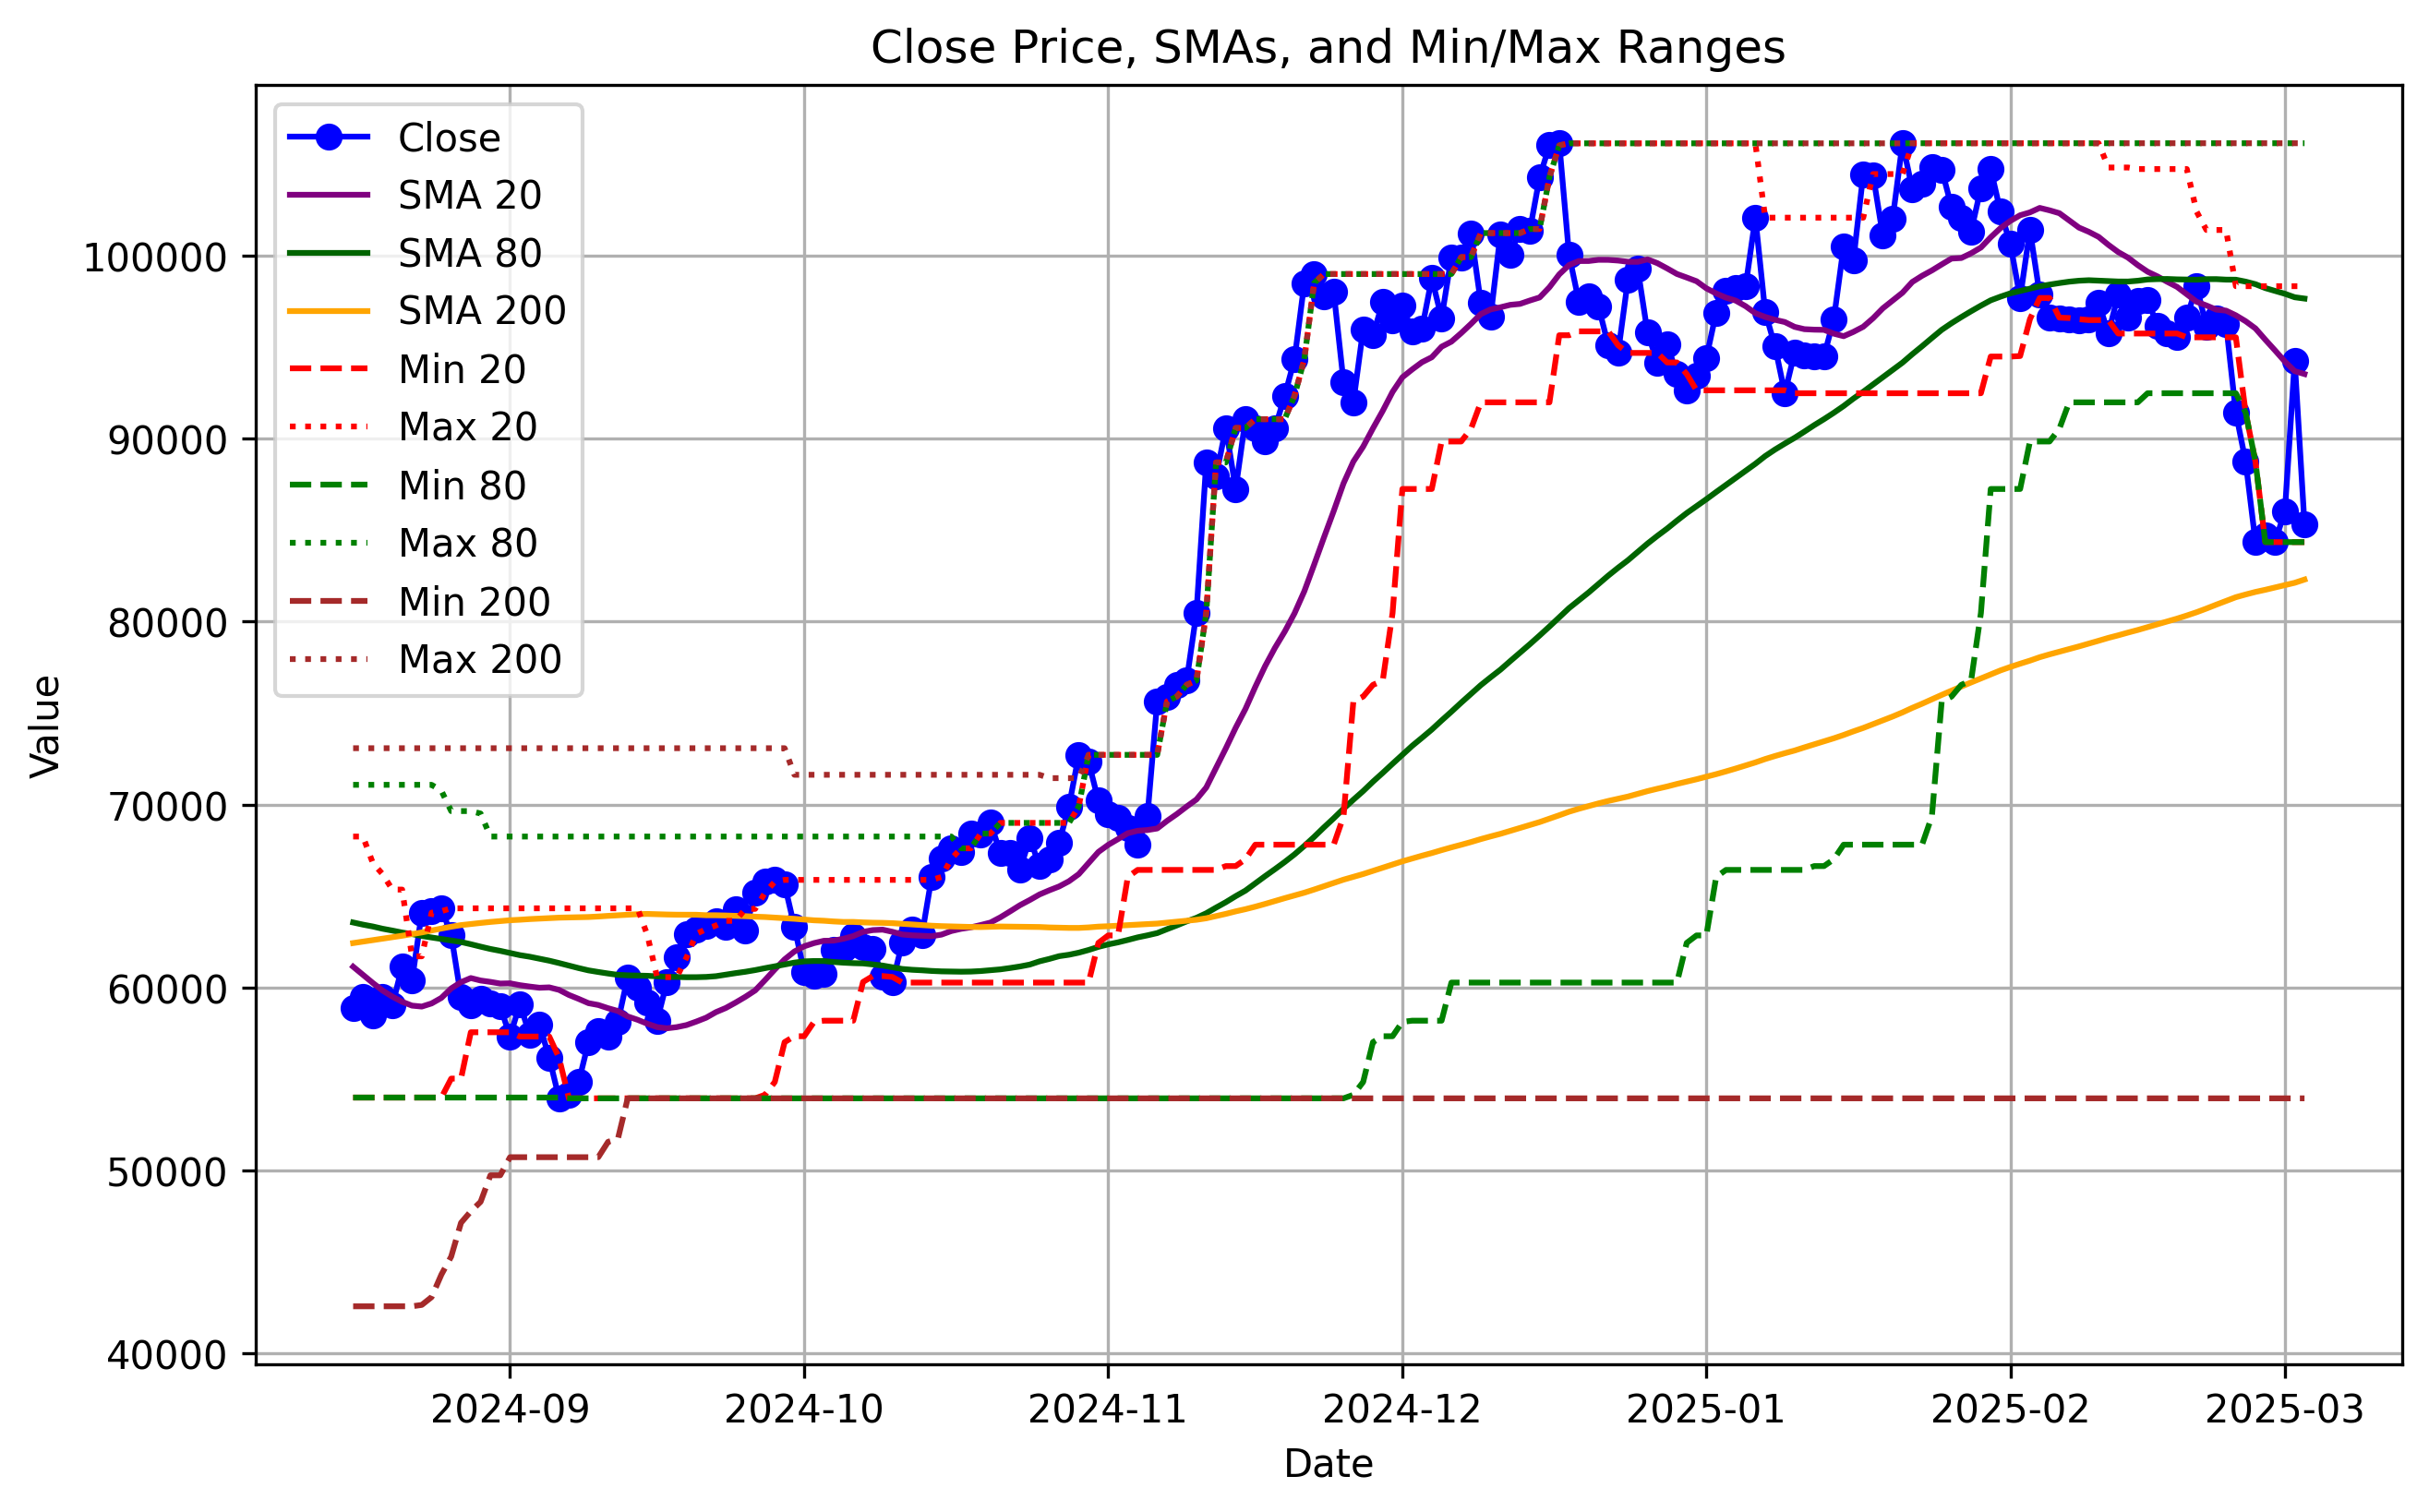 Close Price, SMAs, and Min/Max Ranges
Close
SMA 20
SMA 80
SMA 200
Min 20
Max 20
Min 80
Max 80
Min 200
Max 200
100000
90000
80000
70000
60000
50000
40000
Value
2024-09 2024-10 2024-11 2024-12 2025-01 2025-02 2025-03
Date